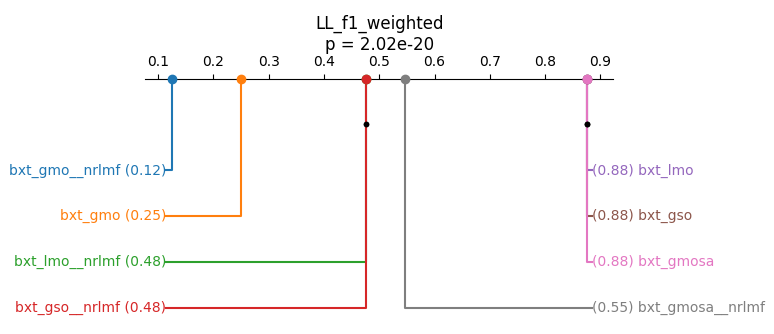 LL_f1_weighted
p = 2.02e-20
0.1 0.2 0.3 0.4 0.5 0.6 0.7 0.8 0.9
bxt_gmo__nrlmf (0.12) (0.88) bxt_lmo
bxt_gmo (0.25) (0.88) bxt_gso
bxt_lmo__nrlmf (0.48) (0.88) bxt_gmosa
bxt_gso__nrlmf (0.48) (0.55) bxt_gmosa__nrlmf